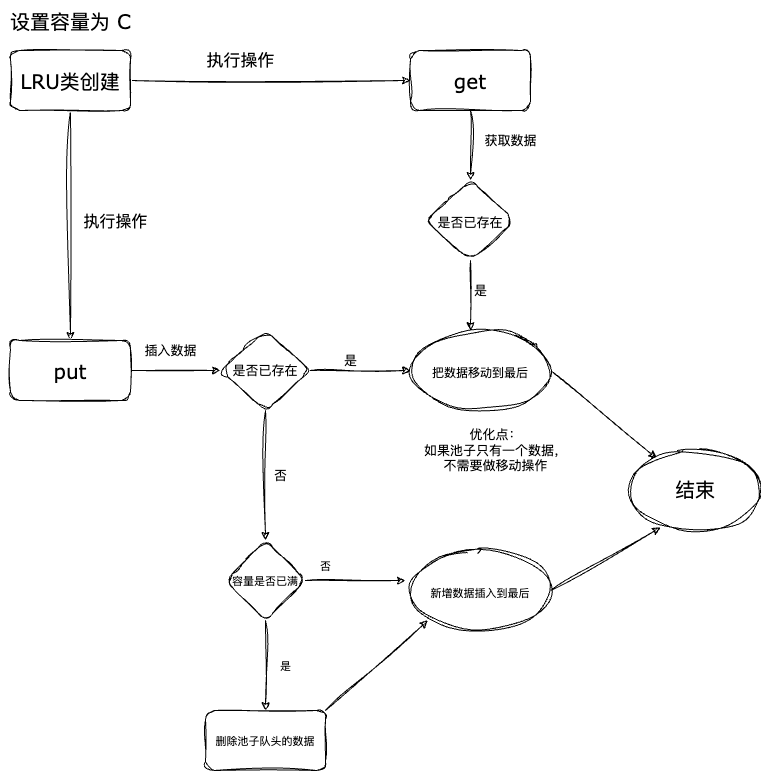 设置容量为 C
LRU类创建
执行操作
get
获取数据
是否已存在
执行操作
是
put
插入数据
是否已存在
是
把数据移动到最后
优化点：
如果池子只有一个数据，
不需要做移动操作
否
结束
容量是否已满
否
新增数据插入到最后
是
删除池子队头的数据